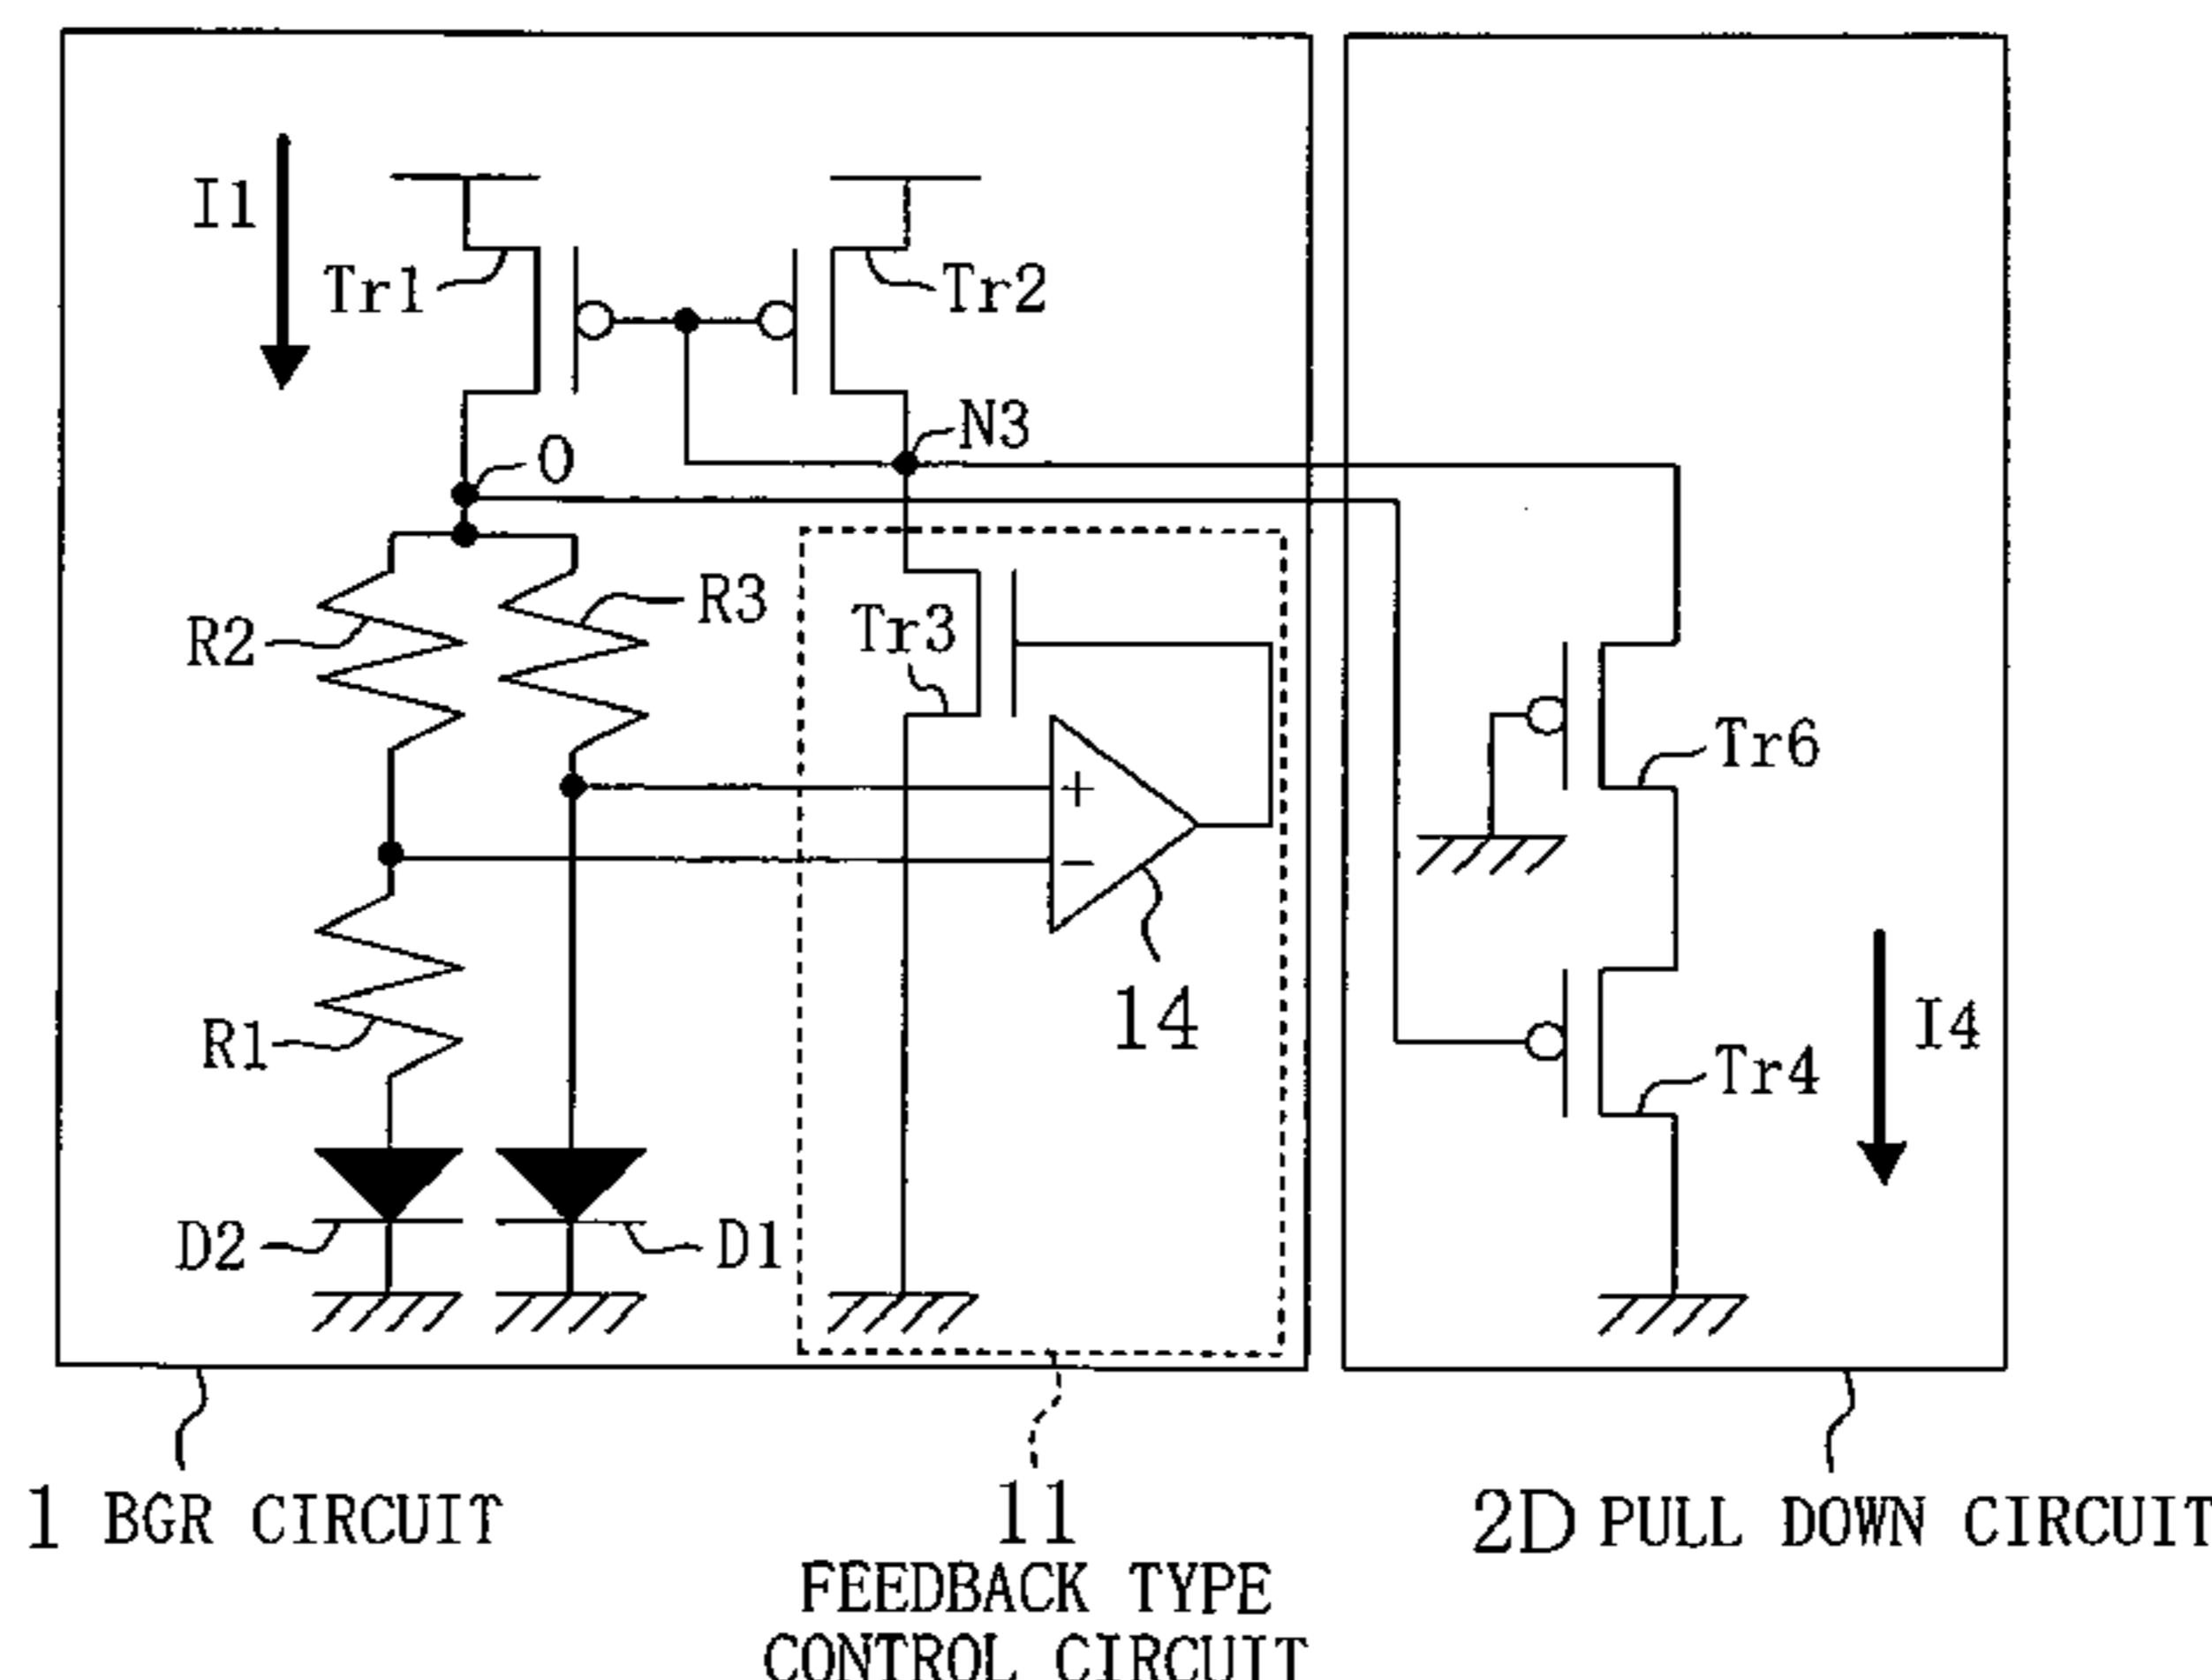 I1
Tr1
Tr2
N3
O
R2
R3
Tr3
Tr6
+
−
14
R1
Tr4
I4
D2
D1
1 BGR CIRCUIT
11
FEEDBACK TYPE
CONTROL CIRCUIT
2D PULL DOWN CIRCUIT